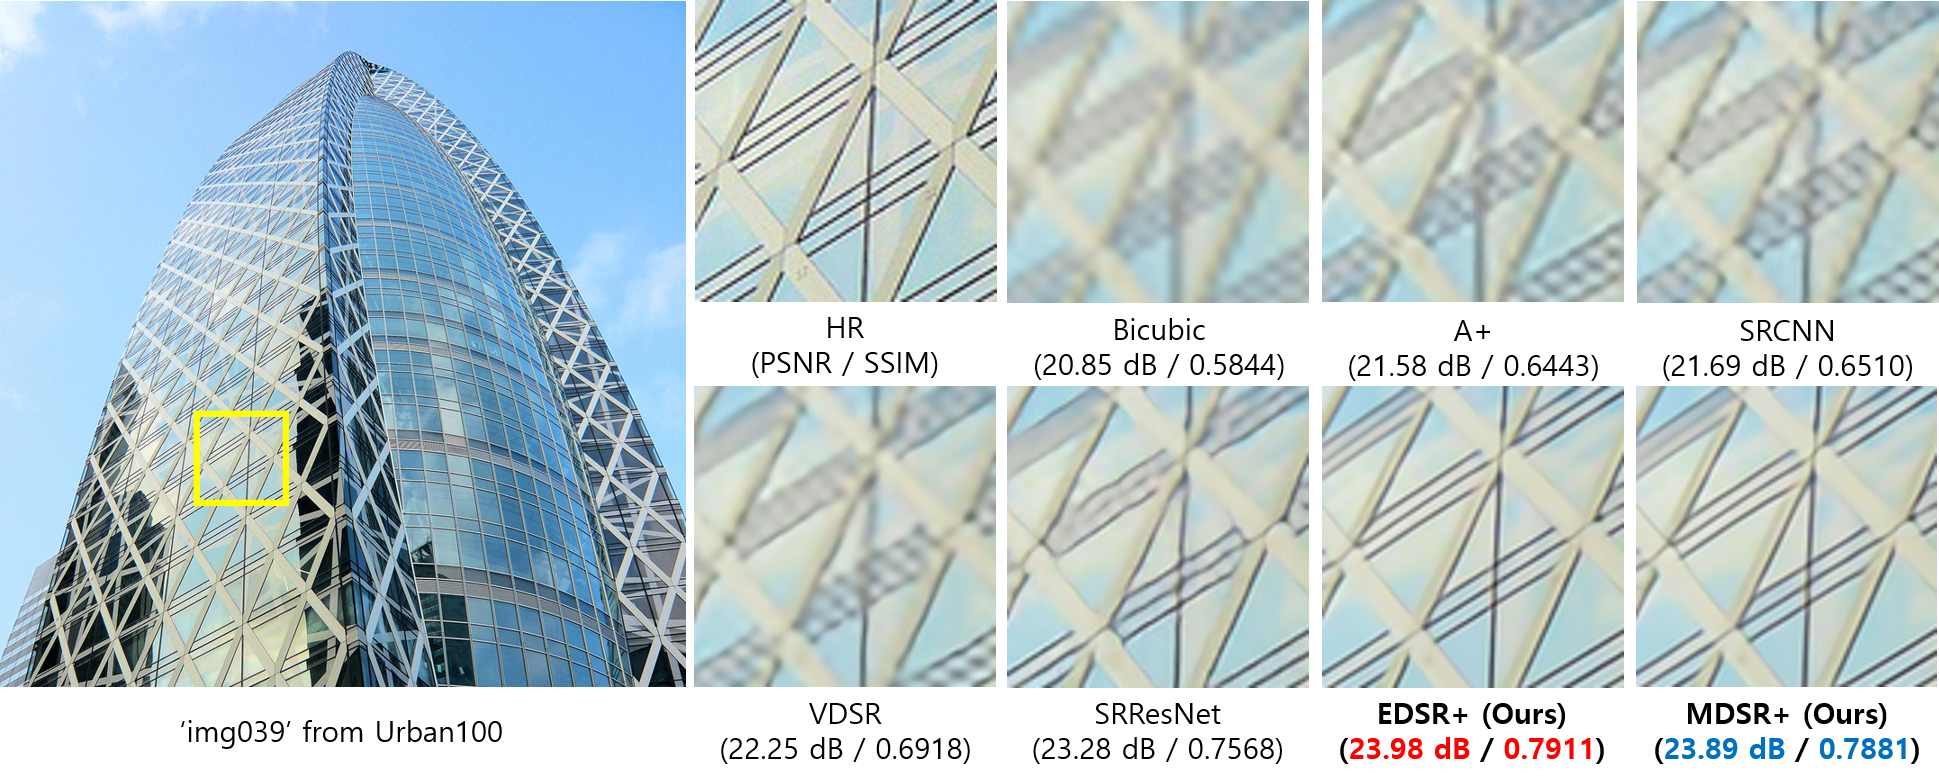 HR
(PSNR / SSIM)
Bicubic
(20.85 dB / 0.5844)
A+
(21.58 dB / 0.6443)
SRCNN
(21.69 dB / 0.6510)
'img039' from Urban100
VDSR
(22.25 dB / 0.6918)
SRResNet
(23.28 dB / 0.7568)
EDSR+ (Ours)
(23.98 dB / 0.7911)
MDSR+ (Ours)
(23.89 dB / 0.7881)